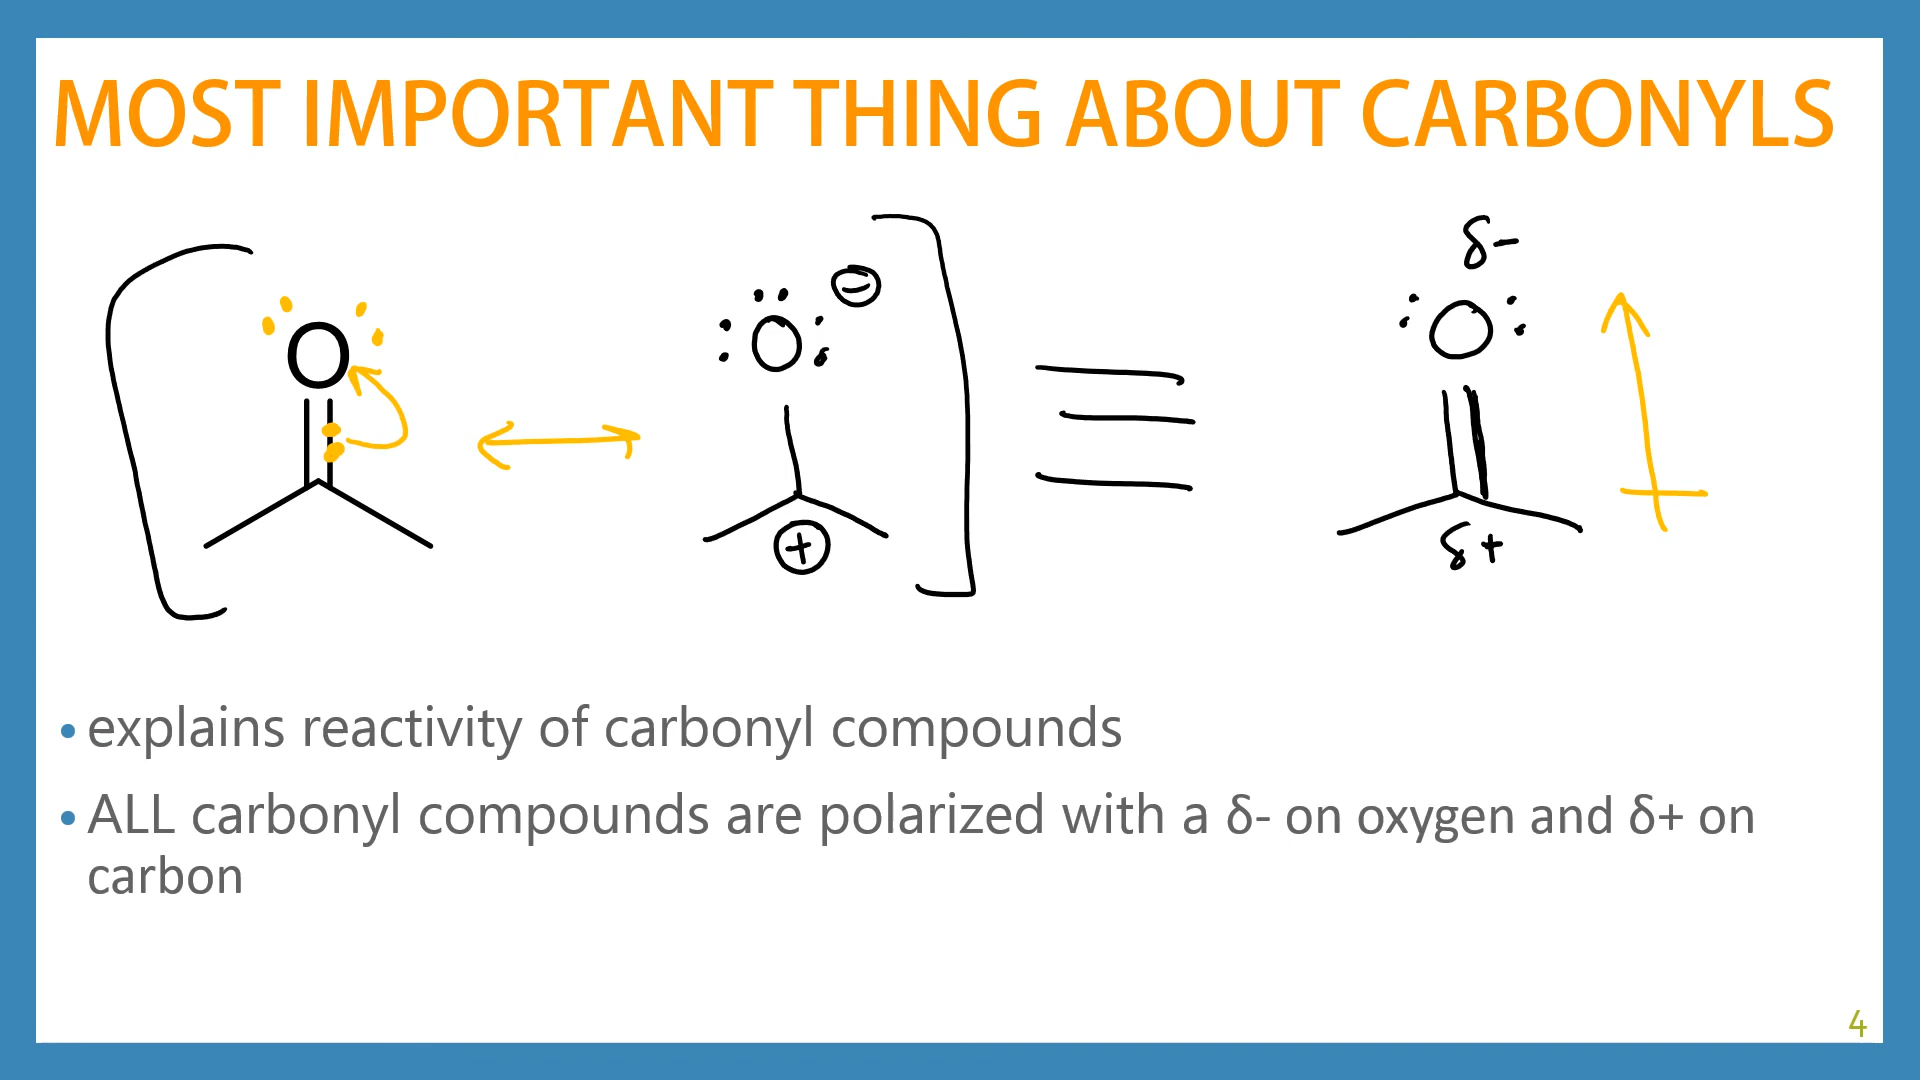 MOST IMPORTANT THING ABOUT CARBONYLS
O
O ⊖
⊕
δ-
O
δ+
• explains reactivity of carbonyl compounds
• ALL carbonyl compounds are polarized with a δ- on oxygen and δ+ on
carbon
4